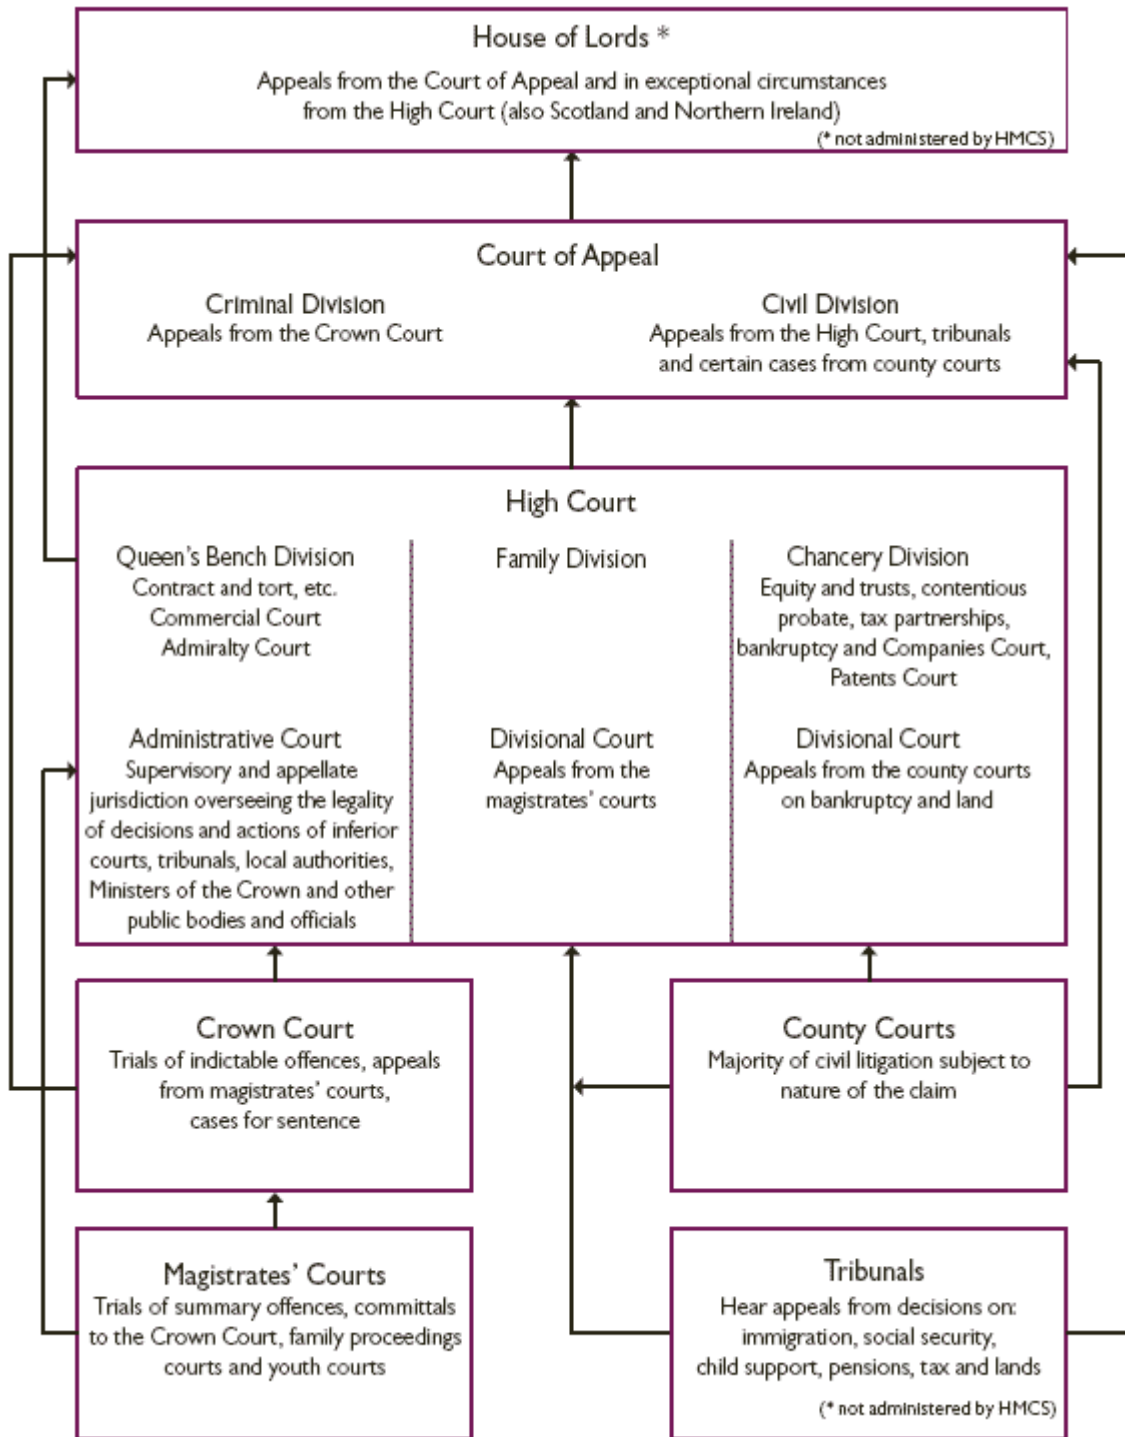 House of Lords *
Appeals from the Court of Appeal and in exceptional circumstances
from the High Court (also Scotland and Northern Ireland)
(* not administered by HMCS)
Court of Appeal
Criminal Division
Appeals from the Crown Court
Civil Division
Appeals from the High Court, tribunals
and certain cases from county courts
High Court
Queen's Bench Division
Contract and tort, etc.
Commercial Court
Admiralty Court
Administrative Court
Supervisory and appellate
jurisdiction overseeing the legality
of decisions and actions of inferior
courts, tribunals, local authorities,
Ministers of the Crown and other
public bodies and officials
Family Division
Divisional Court
Appeals from the
magistrates' courts
Chancery Division
Equity and trusts, contentious
probate, tax partnerships,
bankruptcy and Companies Court,
Patents Court
Divisional Court
Appeals from the county courts
on bankruptcy and land
Crown Court
Trials of indictable offences, appeals
from magistrates' courts,
cases for sentence
County Courts
Majority of civil litigation subject to
nature of the claim
Magistrates' Courts
Trials of summary offences, committals
to the Crown Court, family proceedings
courts and youth courts
Tribunals
Hear appeals from decisions on:
immigration, social security,
child support, pensions, tax and lands
(* not administered by HMCS)